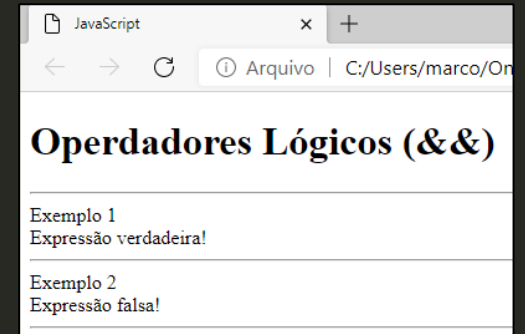 JavaScript
Arquivo | C:/Users/marco/On
Operdadores Lógicos (&&)
Exemplo 1
Expressão verdadeira!
Exemplo 2
Expressão falsa!